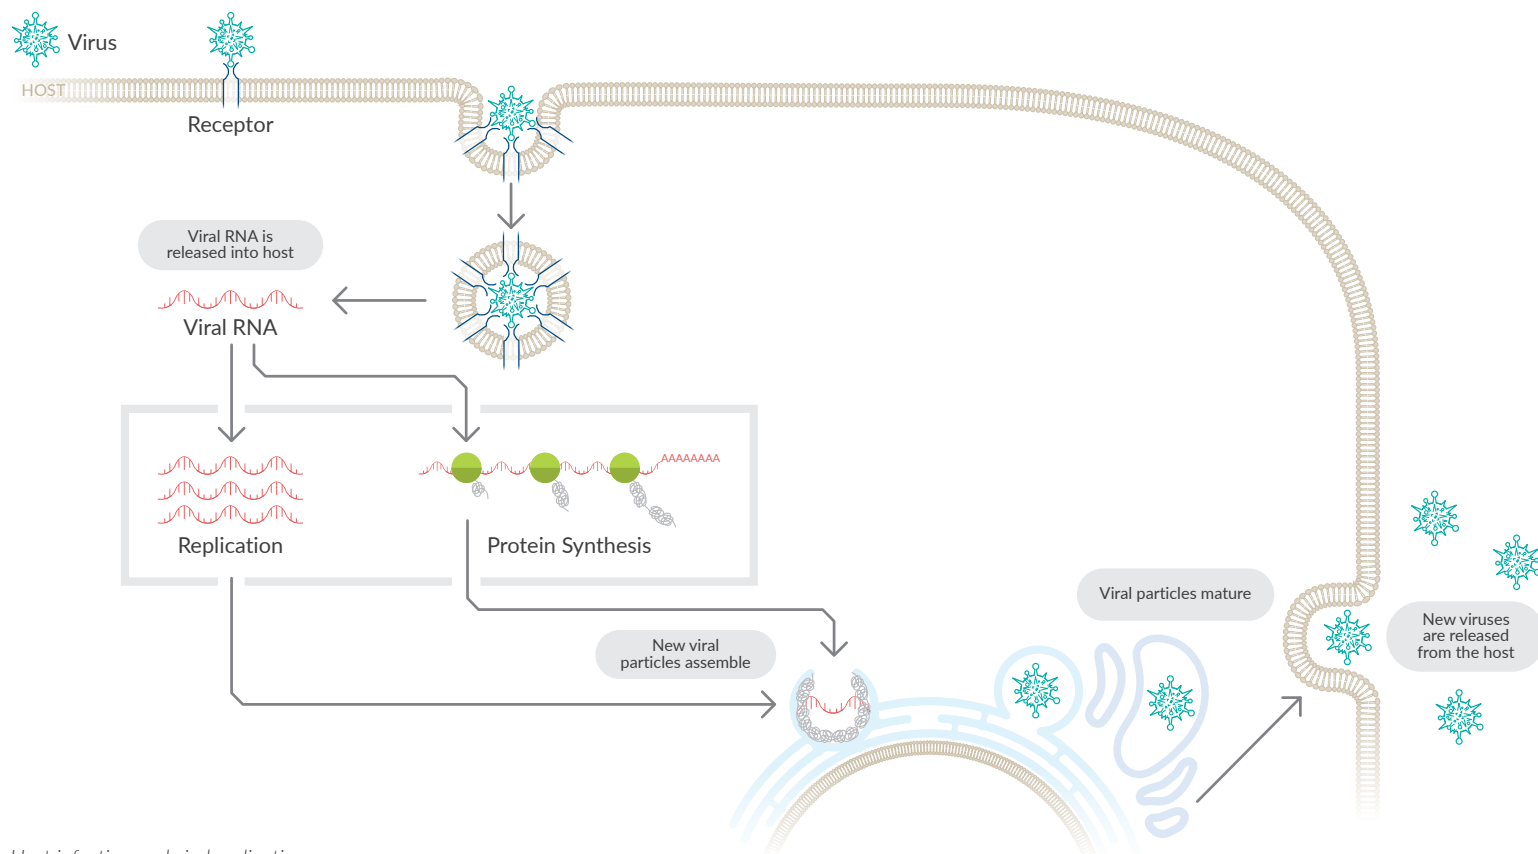 Virus
HOST
Receptor
Viral RNA is
released into host
Viral RNA
AAAAAAAA
Replication
Protein Synthesis
New viral
particles assemble
Viral particles mature
New viruses
are released
from the host